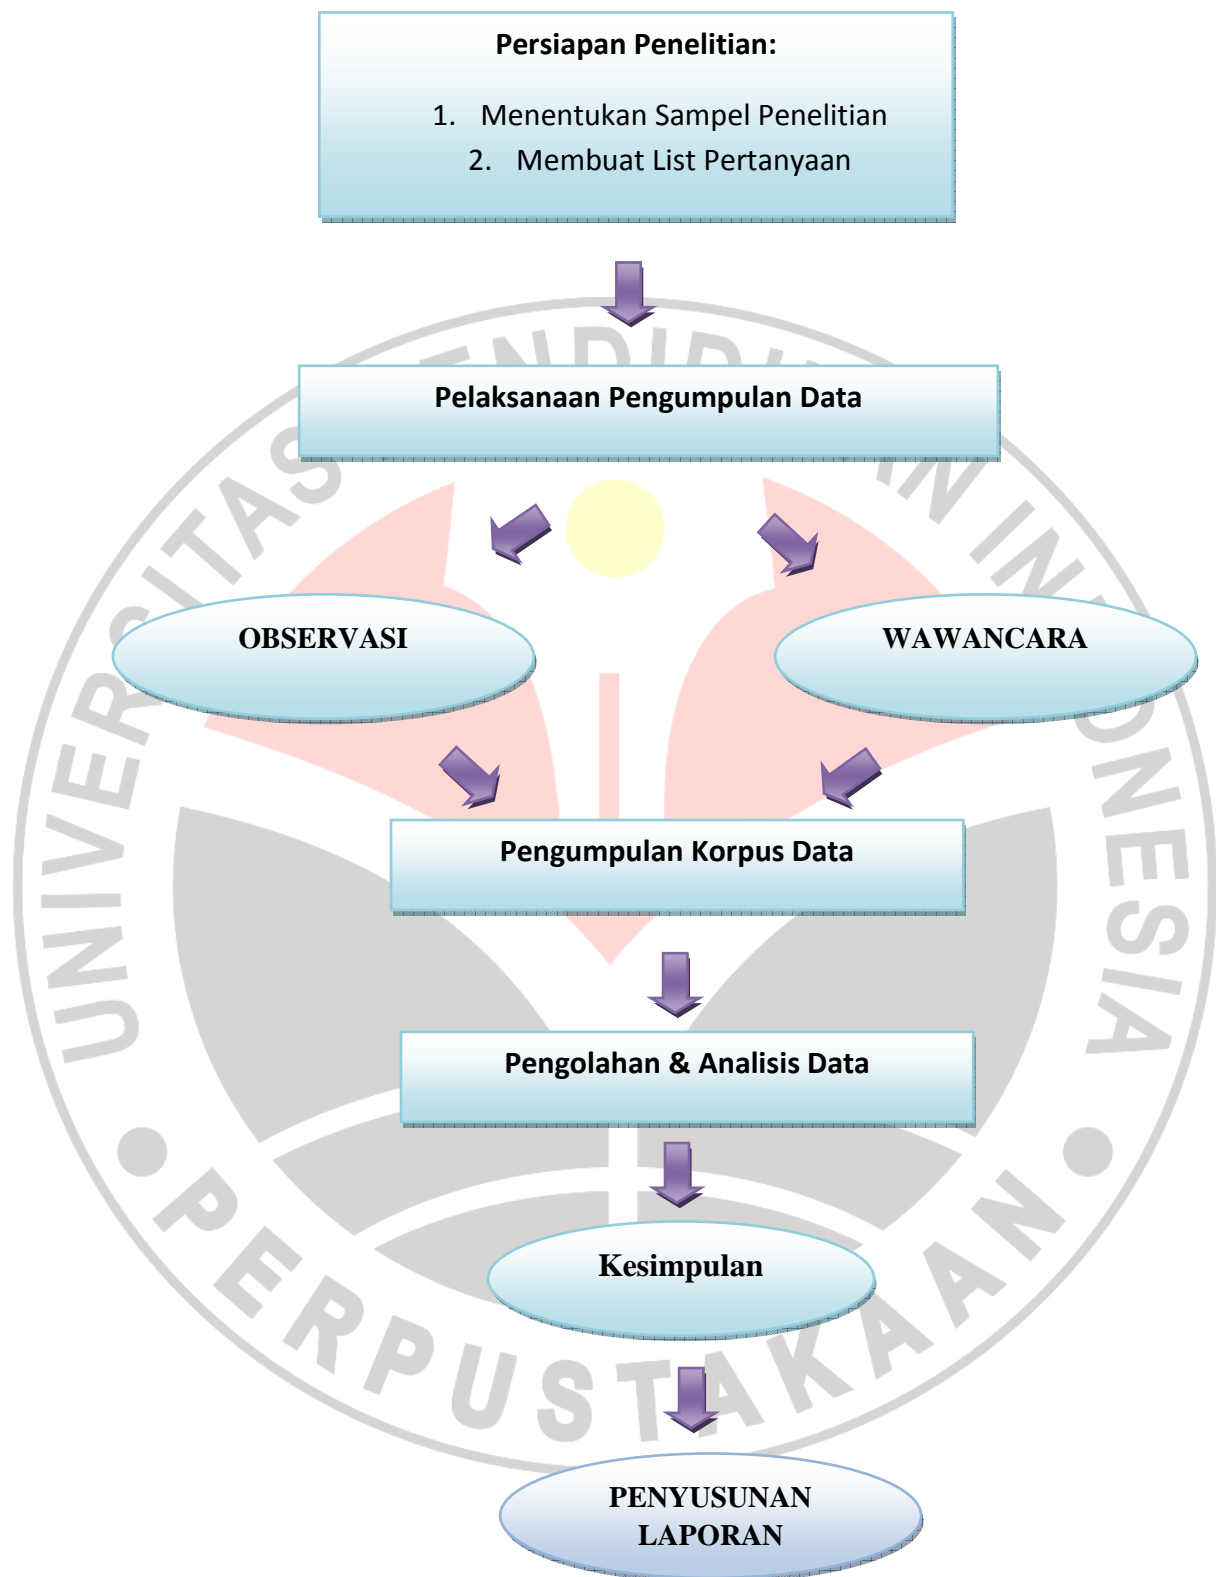 Persiapan Penelitian:
1. Menentukan Sampel Penelitian
2. Membuat List Pertanyaan
Pelaksanaan Pengumpulan Data
OBSERVASI
WAWANCARA
Pengumpulan Korpus Data
Pengolahan & Analisis Data
Kesimpulan
PENYUSUNAN
LAPORAN
UNIVERSITAS PENDIDIKAN INDONESIA
PERPUSTAKAAN